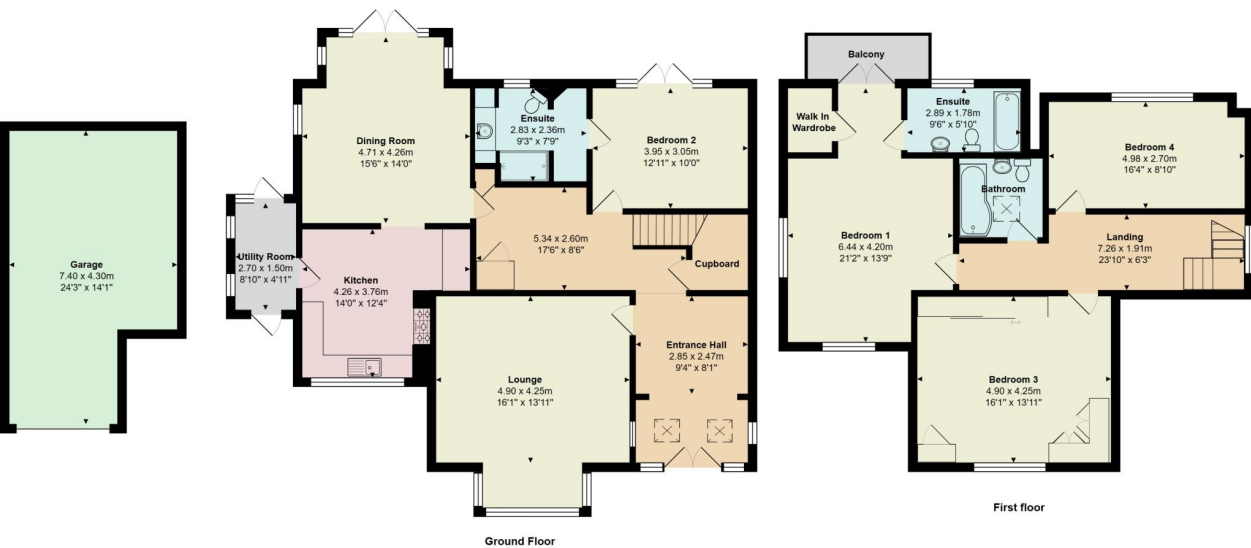 Garage
7.40 x 4.30m
24'3" x 14'1"
Utility Room
2.70 x 1.50m
8'10" x 4'11"
Dining Room
4.71 x 4.26m
15'6" x 14'0"
Kitchen
4.26 x 3.76m
14'0" x 12'4"
Ensuite
2.83 x 2.36m
9'3" x 7'9"
Bedroom 2
3.95 x 3.05m
12'11" x 10'0"
5.34 x 2.60m
17'6" x 8'6"
Cupboard
Lounge
4.90 x 4.25m
16'1" x 13'11"
Entrance Hall
2.85 x 2.47m
9'4" x 8'1"
Ground Floor
Balcony
Walk In
Wardrobe
Ensuite
2.89 x 1.78m
9'6" x 5'10"
Bedroom 4
4.98 x 2.70m
16'4" x 8'10"
Bathroom
Bedroom 1
6.44 x 4.20m
21'2" x 13'9"
Landing
7.26 x 1.91m
23'10" x 6'3"
Bedroom 3
4.90 x 4.25m
16'1" x 13'11"
First floor